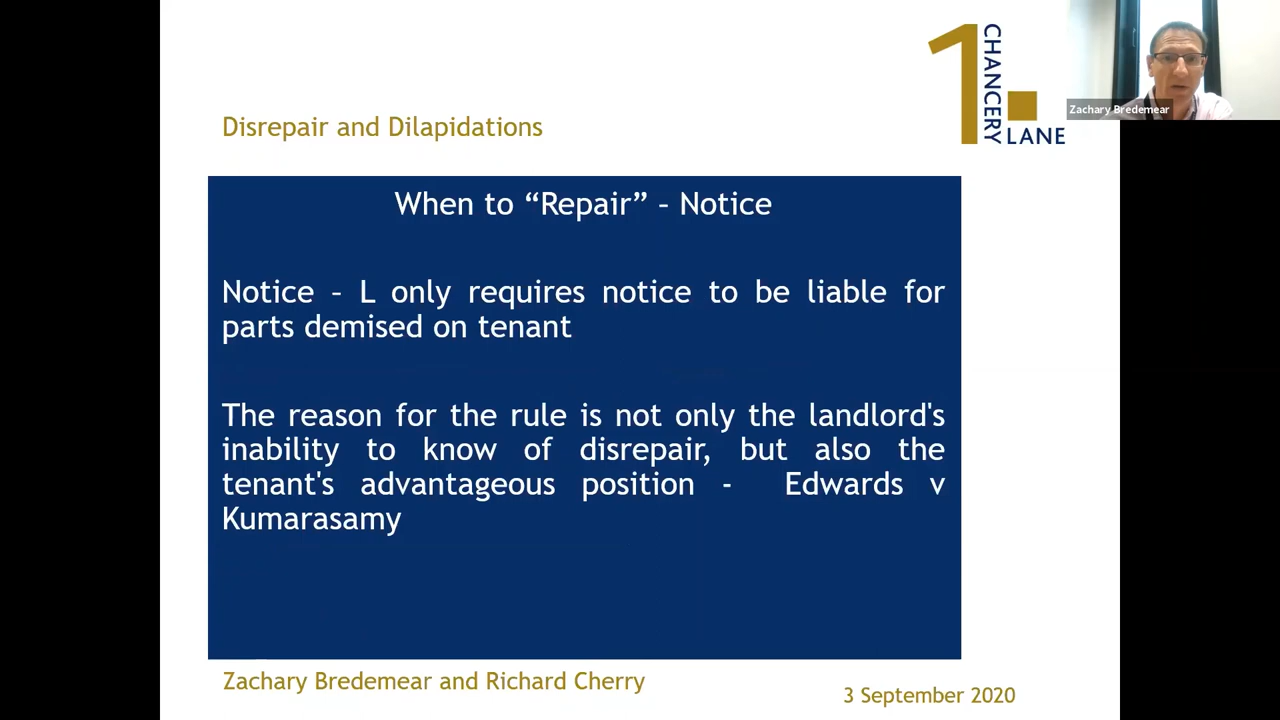 1 CHANCERY LANE
Zachary Bredemear
Disrepair and Dilapidations
When to “Repair” – Notice
Notice – L only requires notice to be liable for
parts demised on tenant
The reason for the rule is not only the landlord's
inability to know of disrepair, but also the
tenant's advantageous position - Edwards v
Kumarasamy
Zachary Bredemear and Richard Cherry
3 September 2020